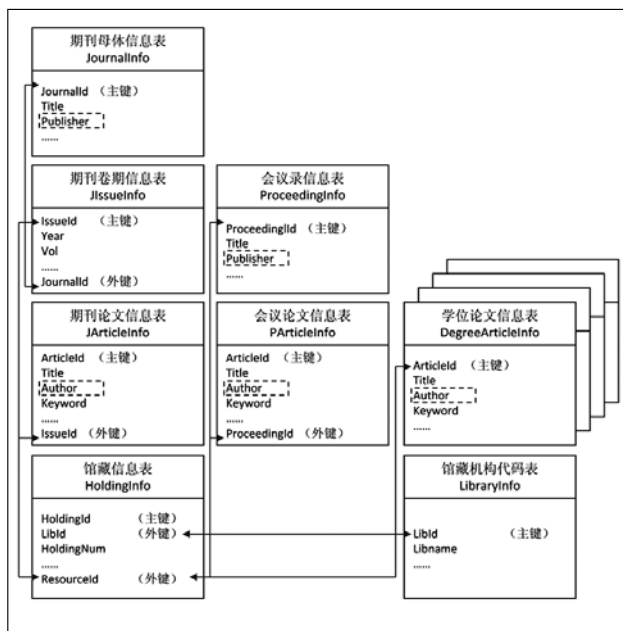 期刊母体信息表
JournalInfo
JournalId （主键）
Title
Publisher
......
期刊卷期信息表
JIssueInfo
IssueId （主键）
Year
Vol
......
JournalId （外键）
会议录信息表
ProceedingInfo
ProceedingIId （主键）
Title
Publisher
......
期刊论文信息表
JArticleInfo
ArticleId （主键）
Title
Author
Keyword
......
IssueId （外键）
会议论文信息表
PArticleInfo
ArticleId （主键）
Title
Author
Keyword
......
ProceedingId （外键）
学位论文信息表
DegreeArticleInfo
ArticleId （主键）
Title
Author
Keyword
......
馆藏信息表
HoldingInfo
HoldingId （主键）
LibId （外键）
HoldingNum
......
ResourceId （外键）
馆藏机构代码表
LibraryInfo
LibId （主键）
Libname
......